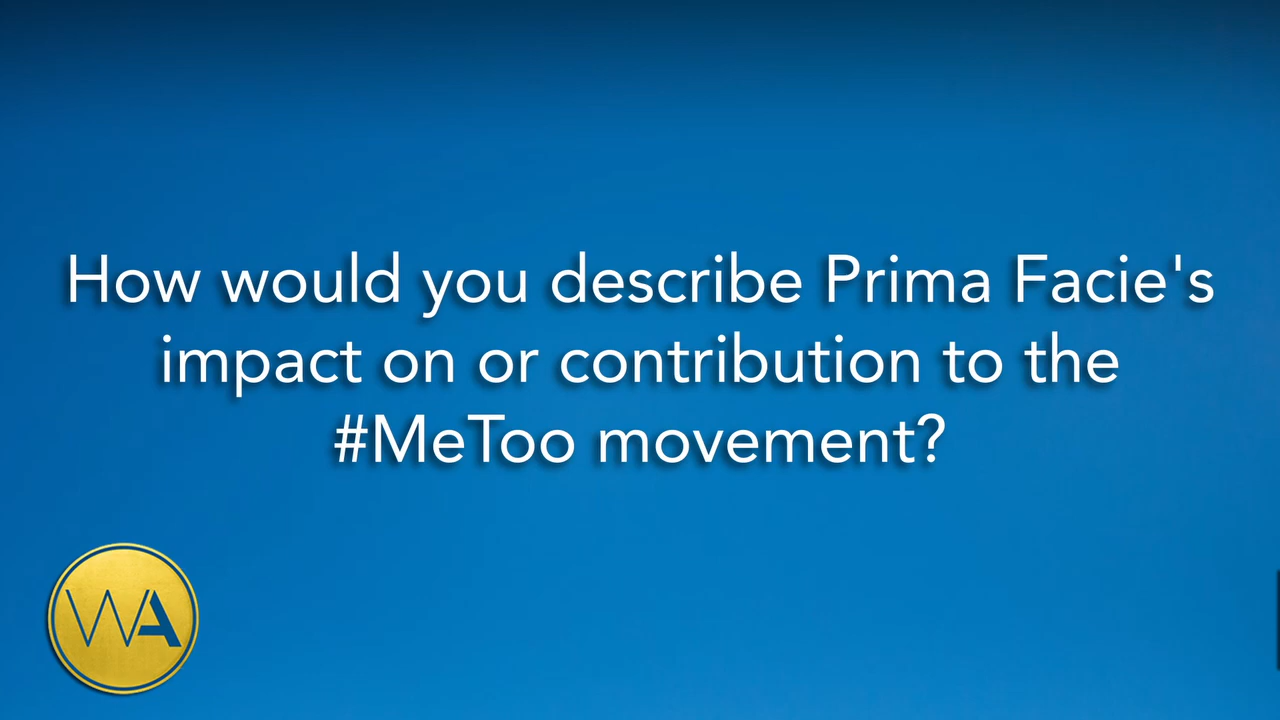 How would you describe Prima Facie's
impact on or contribution to the
#MeToo movement?
WA